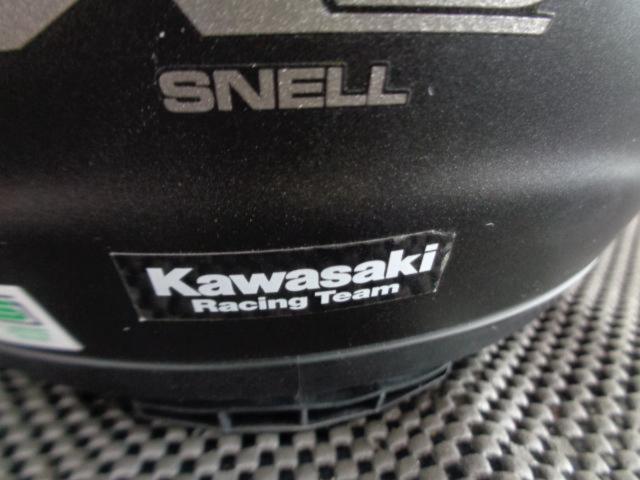 SNELL
Kawasaki
Racing Team